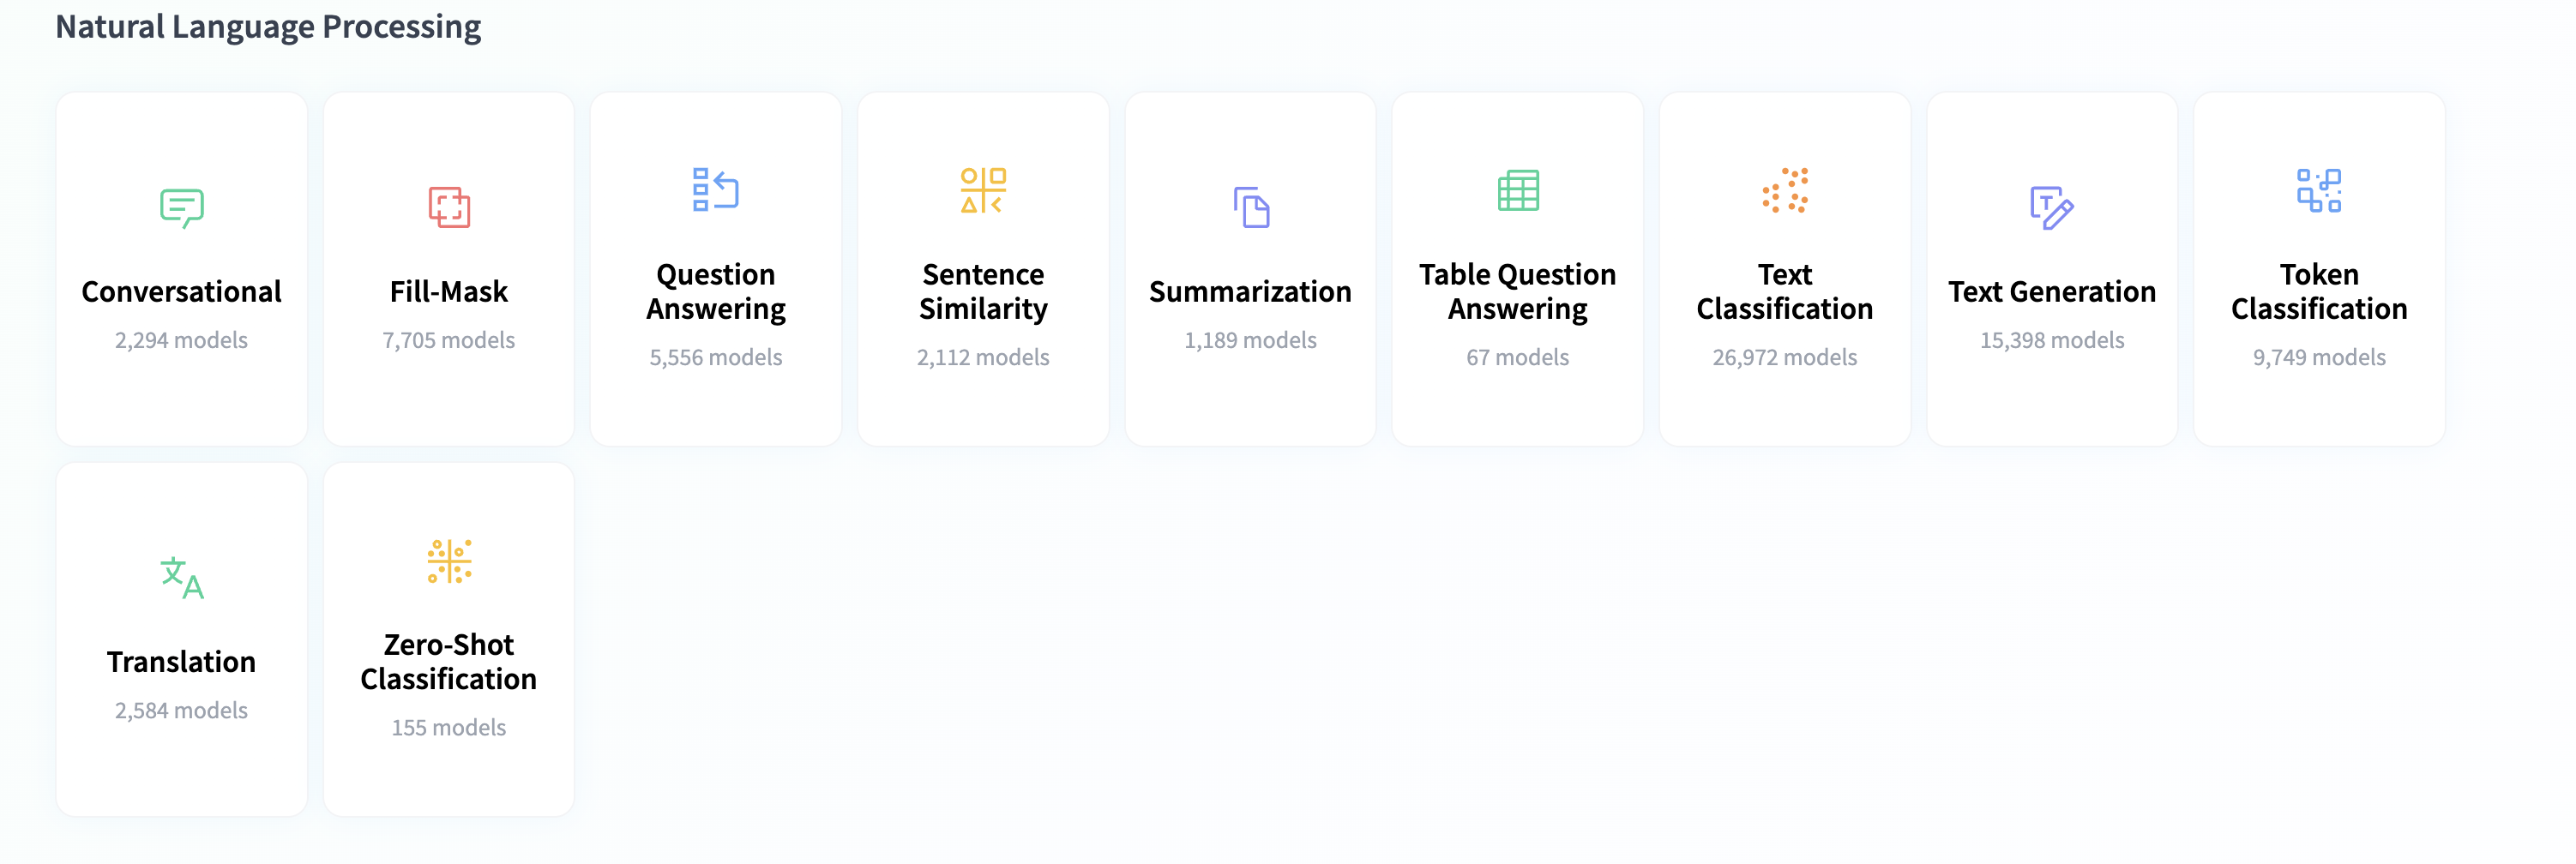 Natural Language Processing
Conversational
2,294 models
Fill-Mask
7,705 models
Question
Answering
5,556 models
Sentence
Similarity
2,112 models
Summarization
1,189 models
Table Question
Answering
67 models
Text
Classification
26,972 models
Text Generation
15,398 models
Token
Classification
9,749 models
文A
Translation
2,584 models
Zero-Shot
Classification
155 models